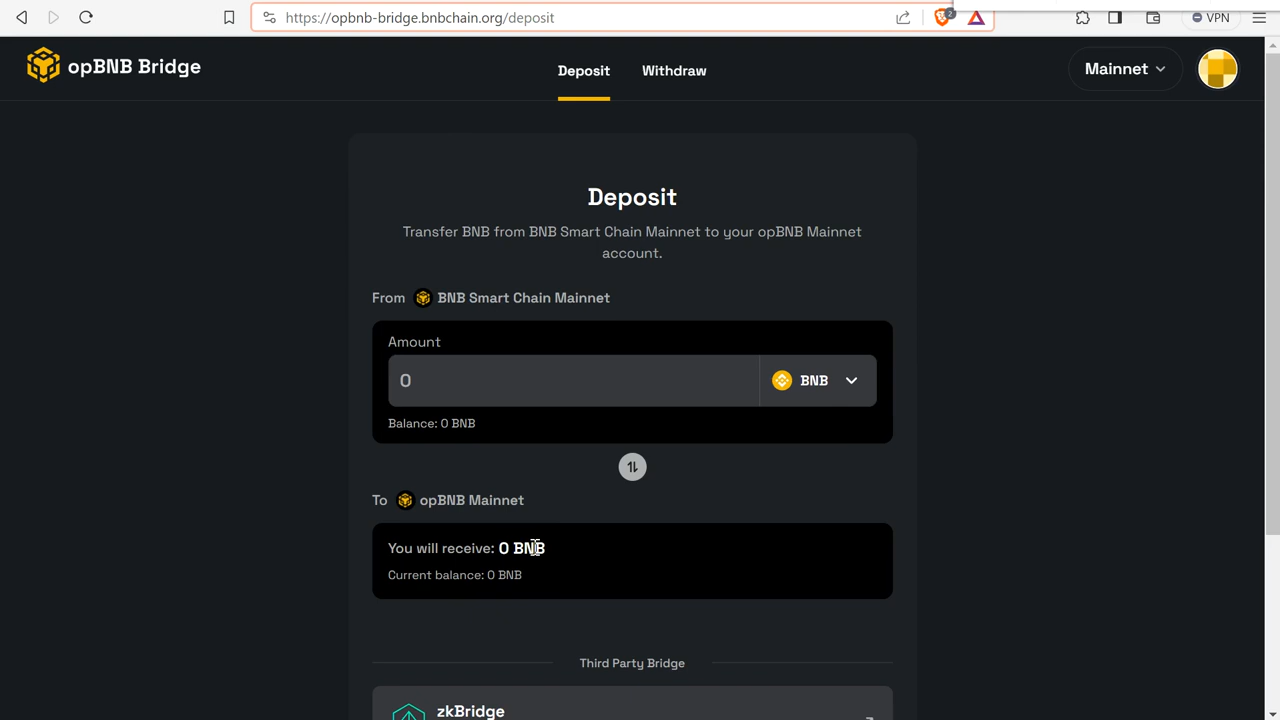 https://opbnb-bridge.bnbchain.org/deposit
2
VPN
opBNB Bridge
Deposit
Withdraw
Mainnet
Deposit
Transfer BNB from BNB Smart Chain Mainnet to your opBNB Mainnet
account.
From BNB Smart Chain Mainnet
Amount
0
BNB
Balance: 0 BNB
To opBNB Mainnet
You will receive: 0 BNB
Current balance: 0 BNB
Third Party Bridge
zkBridge